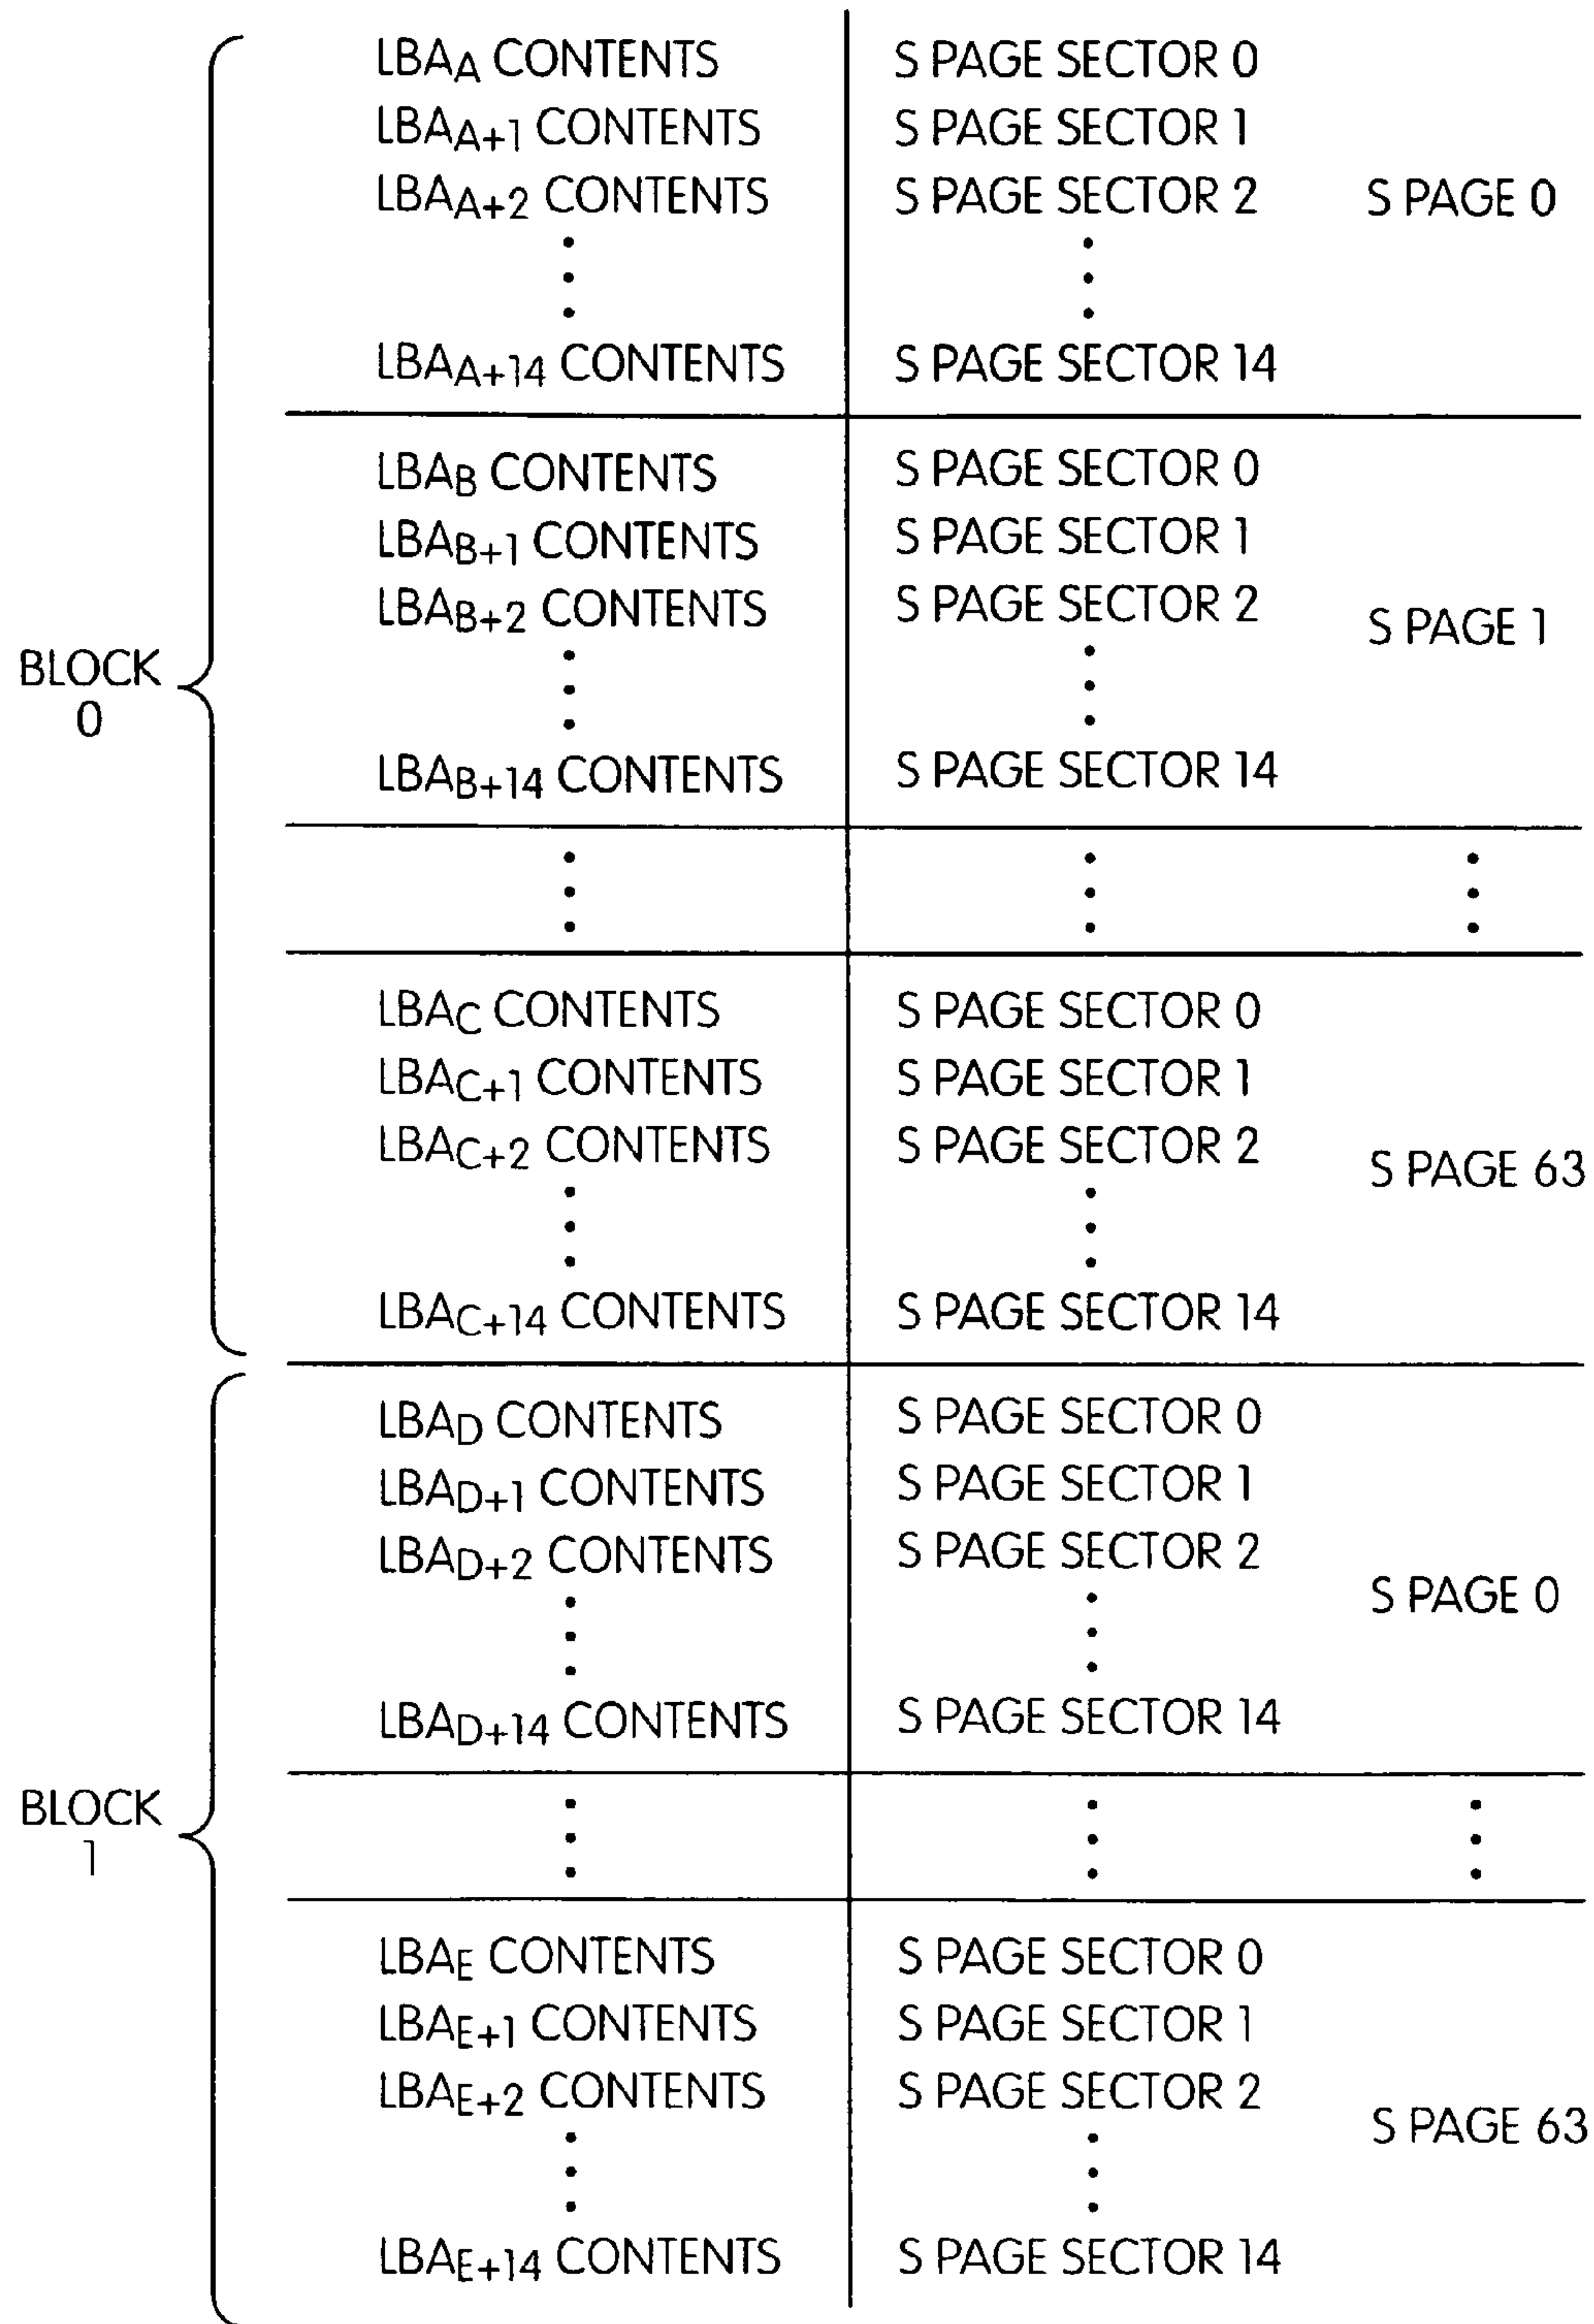 LBAA CONTENTS S PAGE SECTOR 0
LBAA+1 CONTENTS S PAGE SECTOR 1
LBAA+2 CONTENTS S PAGE SECTOR 2 S PAGE 0
LBAA+14 CONTENTS S PAGE SECTOR 14
LBAB CONTENTS S PAGE SECTOR 0
LBAB+1 CONTENTS S PAGE SECTOR 1
LBAB+2 CONTENTS S PAGE SECTOR 2
S PAGE 1
BLOCK
0
LBAB+14 CONTENTS S PAGE SECTOR 14
LBAC CONTENTS S PAGE SECTOR 0
LBAC+1 CONTENTS S PAGE SECTOR 1
LBAC+2 CONTENTS S PAGE SECTOR 2
S PAGE 63
LBAC+14 CONTENTS S PAGE SECTOR 14
LBAD CONTENTS S PAGE SECTOR 0
LBAD+1 CONTENTS S PAGE SECTOR 1
LBAD+2 CONTENTS S PAGE SECTOR 2
S PAGE 0
LBAD+14 CONTENTS S PAGE SECTOR 14
BLOCK
1
LBAE CONTENTS S PAGE SECTOR 0
LBAE+1 CONTENTS S PAGE SECTOR 1
LBAE+2 CONTENTS S PAGE SECTOR 2
S PAGE 63
LBAE+14 CONTENTS S PAGE SECTOR 14